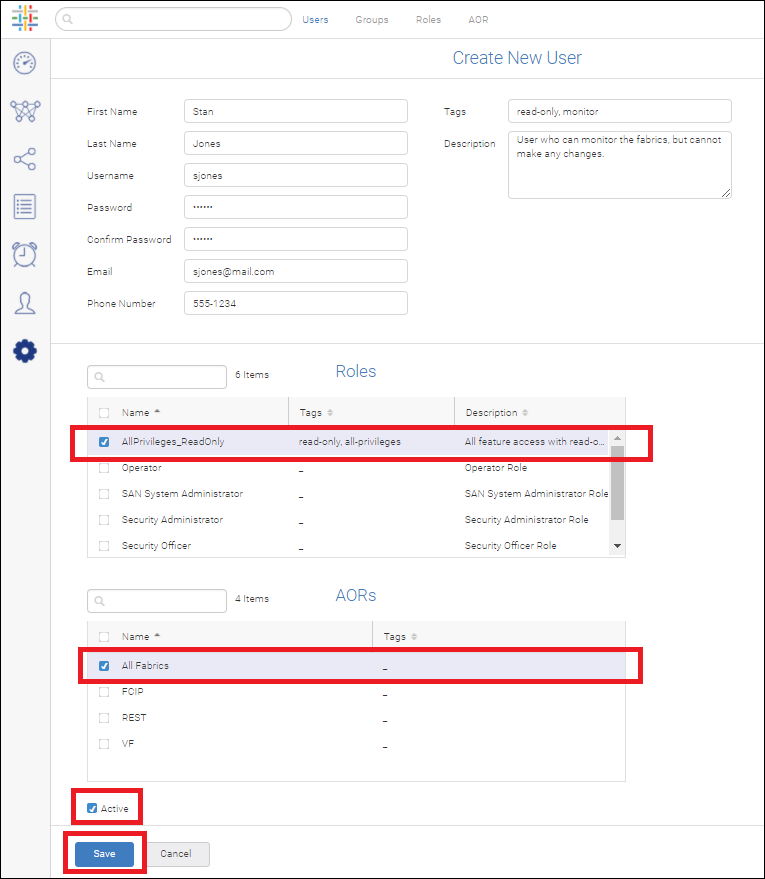 Users Groups Roles AOR
Create New User
First Name Stan
Last Name Jones
Username sjones
Password ••••••
Confirm Password ••••••
Email sjones@mail.com
Phone Number 555-1234
Tags read-only, monitor
Description User who can monitor the fabrics, but cannot
make any changes.
6 Items Roles
Name Tags Description
AllPrivileges_ReadOnly read-only, all-privileges All feature access with read-o...
Operator _ Operator Role
SAN System Administrator _ SAN System Administrator Role
Security Administrator _ Security Administrator Role
Security Officer _ Security Officer Role
4 Items AORs
Name Tags
All Fabrics _
FCIP _
REST _
VF _
Active
Save Cancel